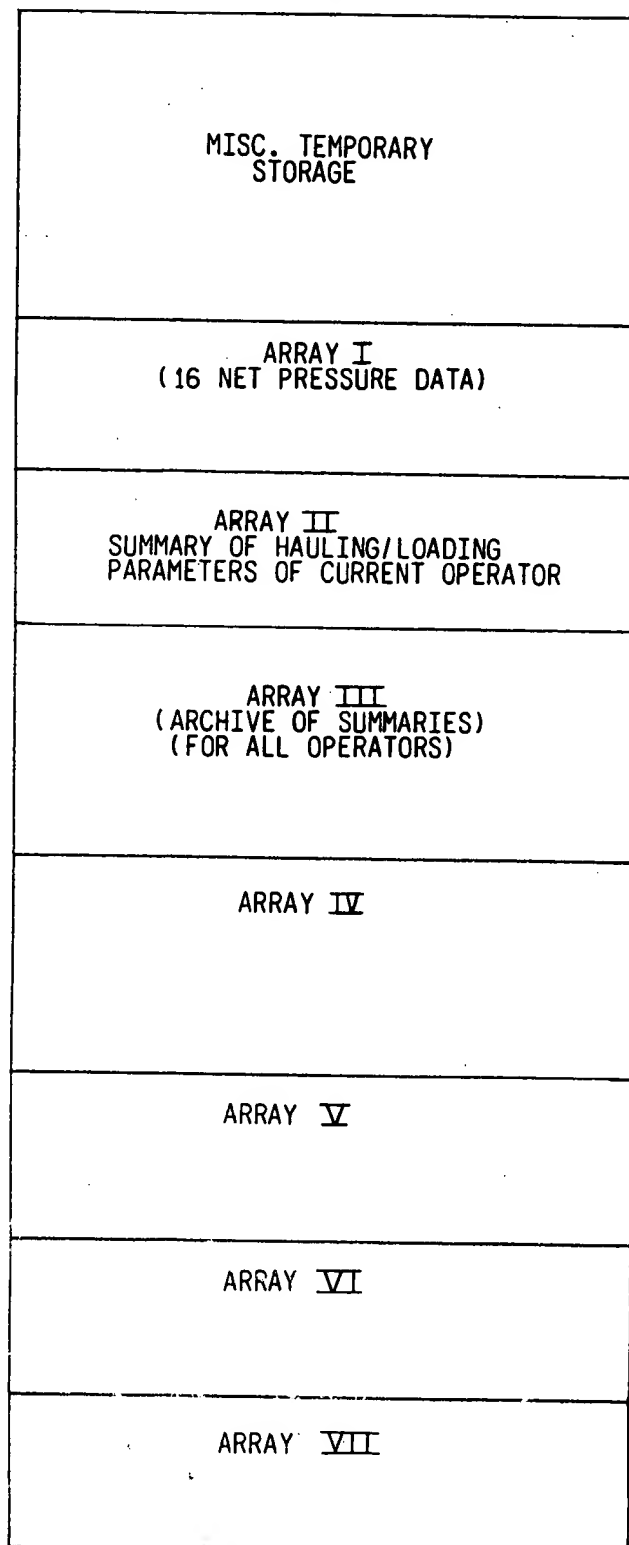 MISC. TEMPORARY
STORAGE
ARRAY I
(16 NET PRESSURE DATA)
ARRAY II
SUMMARY OF HAULING/LOADING
PARAMETERS OF CURRENT OPERATOR
ARRAY III
(ARCHIVE OF SUMMARIES)
(FOR ALL OPERATORS)
ARRAY IV
ARRAY V
ARRAY VI
ARRAY VII